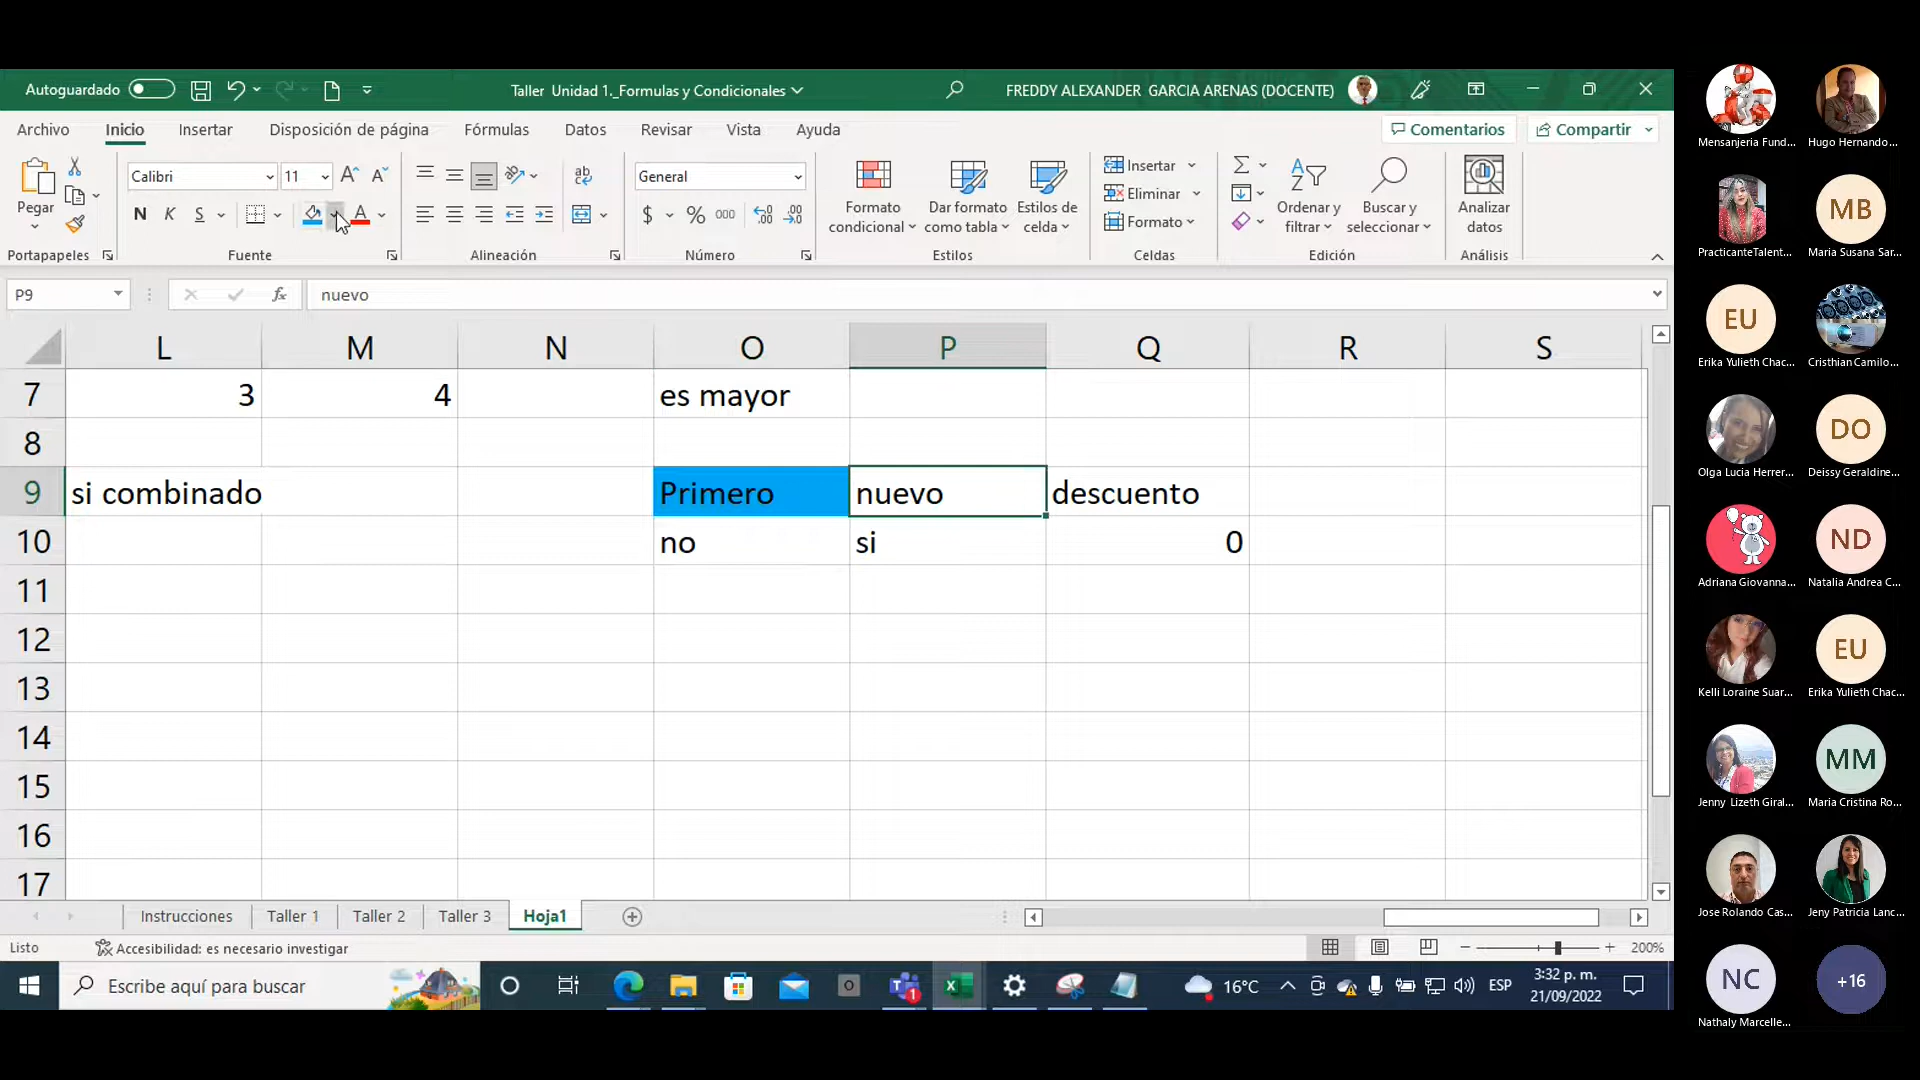 Autoguardado
Taller Unidad 1._Formulas y Condicionales
FREDDY ALEXANDER GARCIA ARENAS (DOCENTE)
Archivo Inicio Insertar Disposición de página Fórmulas Datos Revisar Vista Ayuda
Comentarios Compartir
Pegar
Calibri 11
N K S
General
$ % 000
Formato condicional
Dar formato como tabla
Estilos de celda
Insertar
Eliminar
Formato
Ordenar y filtrar
Buscar y seleccionar
Analizar datos
Portapapeles Fuente Alineación Número Estilos Celdas Edición Análisis
P9 fx nuevo
L M N O P Q R S
7 3 4 es mayor
8
9 si combinado Primero nuevo descuento
10 no si 0
11
12
13
14
15
16
17
Instrucciones Taller 1 Taller 2 Taller 3 Hoja1
Listo Accesibilidad: es necesario investigar 200%
Escribe aquí para buscar
1
16°C ESP
3:32 p. m.
21/09/2022
Mensanjeria Fund... Hugo Hernando...
MB
PracticanteTalent... Maria Susana Sar...
EU
Erika Yulieth Chac... Cristhian Camilo...
DO
Olga Lucia Herrer... Deissy Geraldine...
ND
Adriana Giovanna... Natalia Andrea C...
EU
Kelli Loraine Suar... Erika Yulieth Chac...
MM
Jenny Lizeth Giral... Maria Cristina Ro...
Jose Rolando Cas... Jeny Patricia Lanc...
NC +16
Nathaly Marcelle...